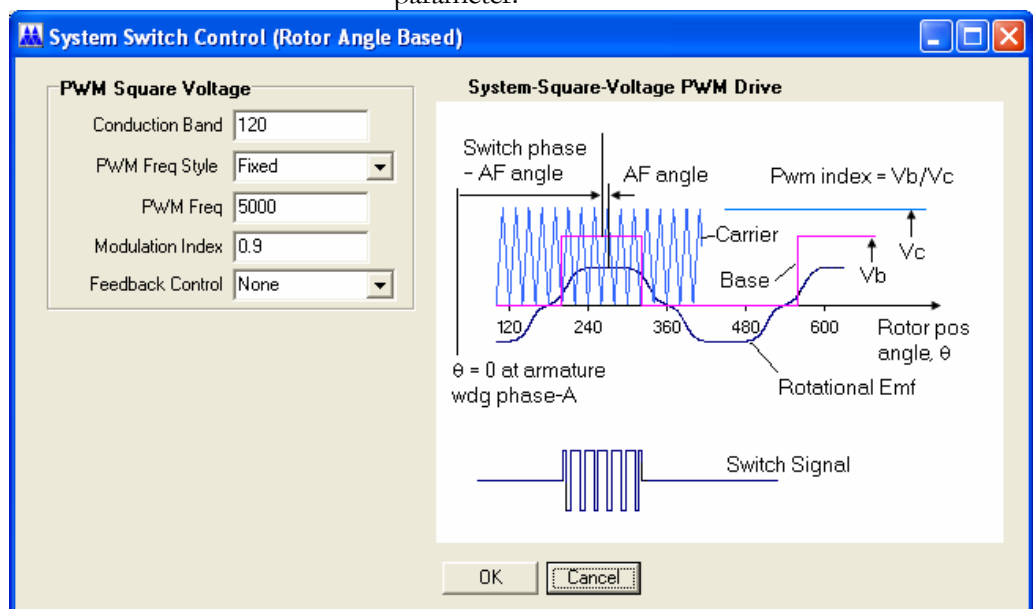 parameter.
System Switch Control (Rotor Angle Based)
PWM Square Voltage
Conduction Band 120
PWM Freq Style Fixed
PWM Freq 5000
Modulation Index 0.9
Feedback Control None
System-Square-Voltage PWM Drive
Switch phase
- AF angle
AF angle
Pwm index = Vb/Vc
Carrier
Vc
Base
Vb
120 240 360 480 600
Rotor pos
angle, θ
θ = 0 at armature
wdg phase-A
Rotational Emf
Switch Signal
OK Cancel